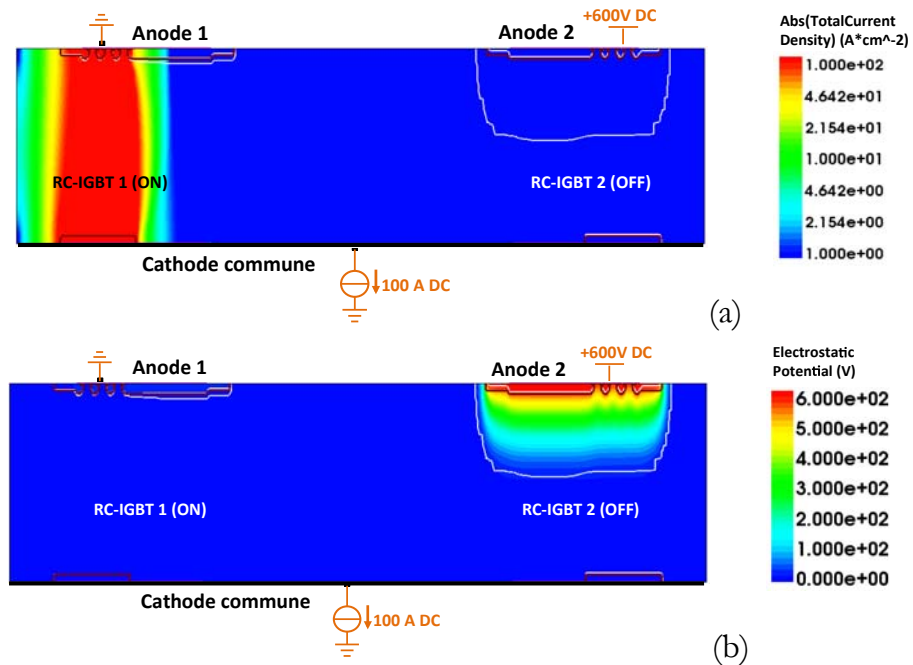 Anode 1
Anode 2
+600V DC
RC-IGBT 1 (ON)
RC-IGBT 2 (OFF)
Cathode commune
100 A DC
(a)
Abs(TotalCurrent
Density) (A*cm^-2)
1.000e+02
4.642e+01
2.154e+01
1.000e+01
4.642e+00
2.154e+00
1.000e+00
Anode 1
Anode 2
+600V DC
RC-IGBT 1 (ON)
RC-IGBT 2 (OFF)
Cathode commune
100 A DC
(b)
Electrostatic
Potential (V)
6.000e+02
5.000e+02
4.000e+02
3.000e+02
2.000e+02
1.000e+02
0.000e+00